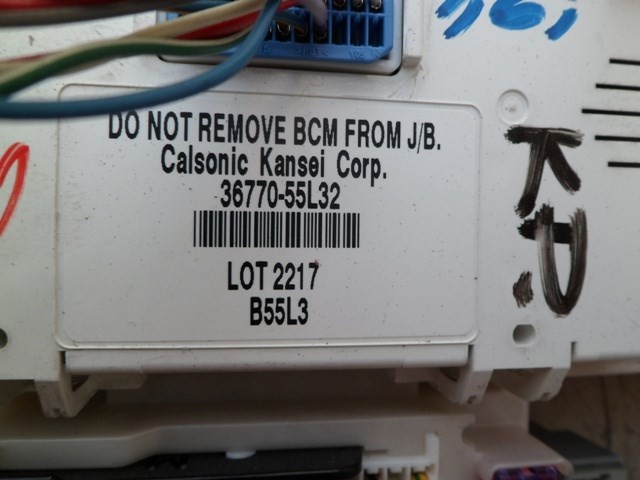 DO NOT REMOVE BCM FROM J/B.
Calsonic Kansei Corp.
36770-55L32
LOT 2217
B55L3